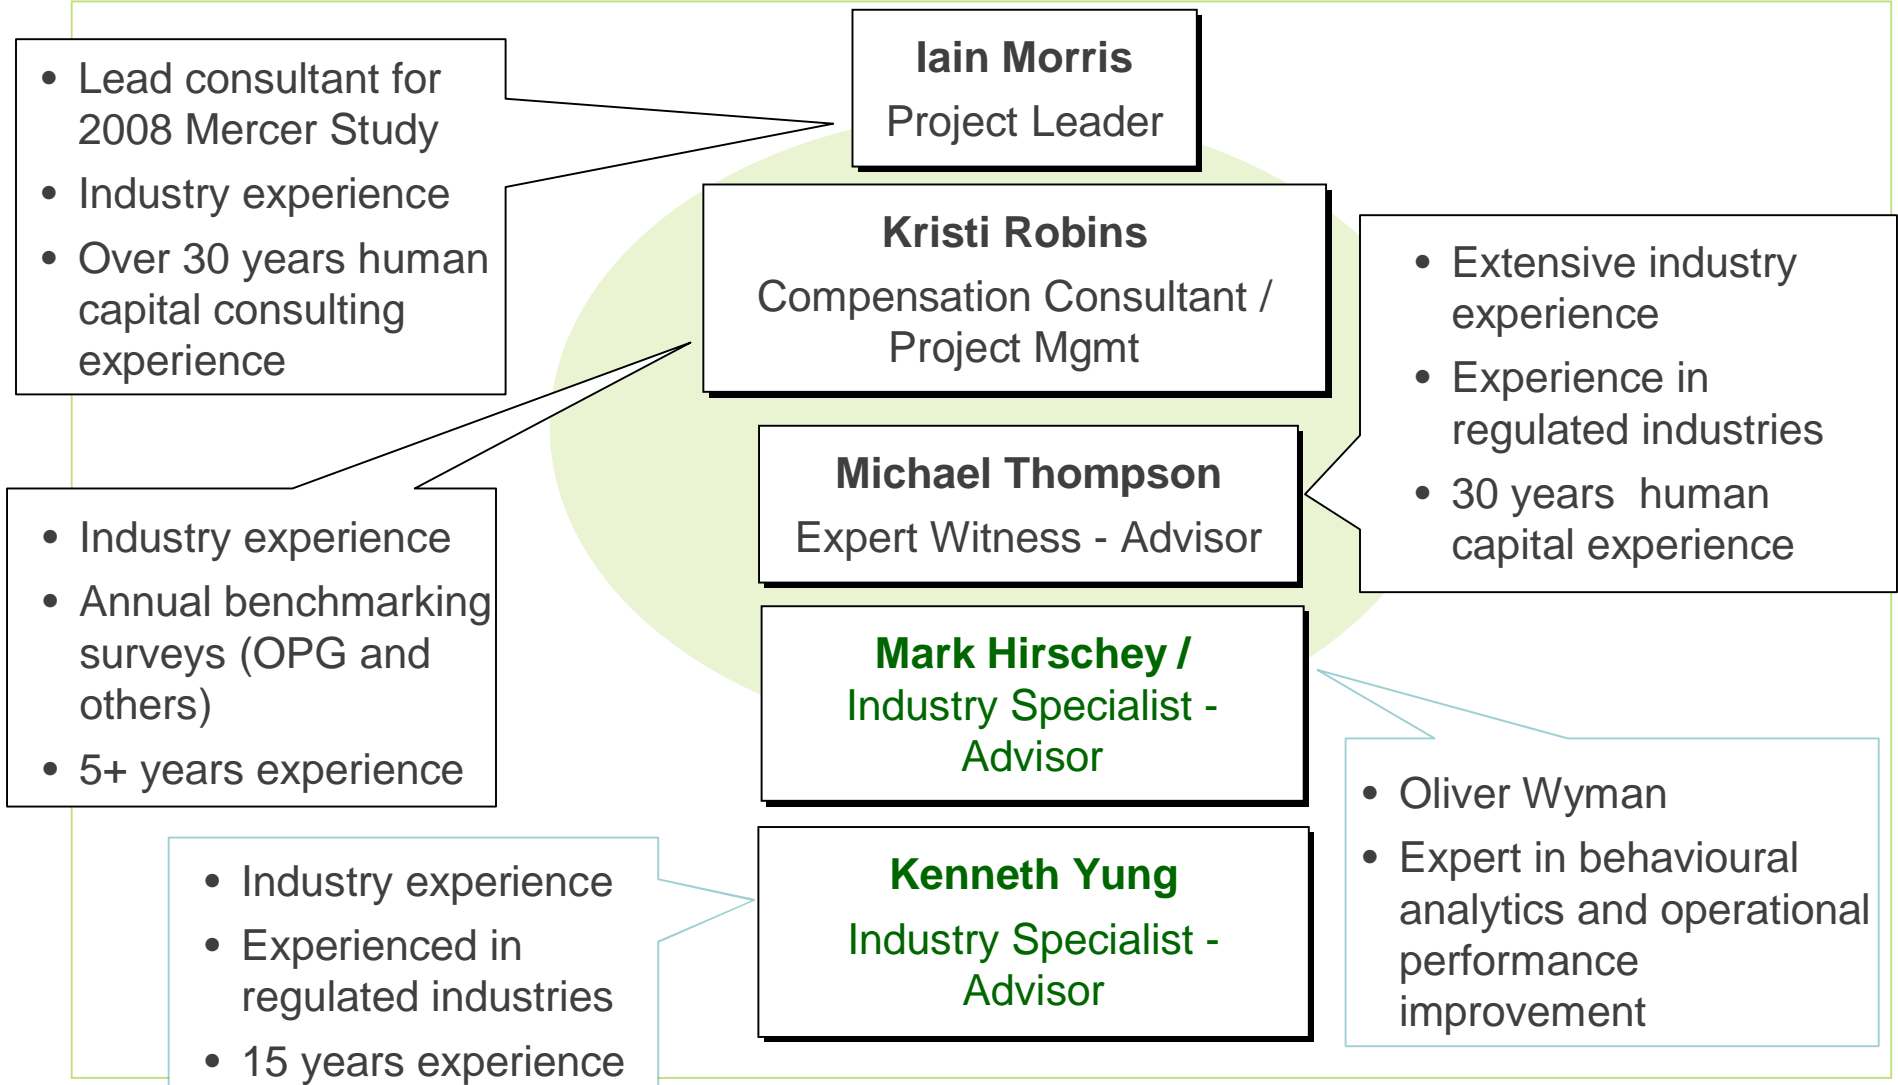 Iain Morris
Project Leader
• Lead consultant for
2008 Mercer Study
• Industry experience
• Over 30 years human
capital consulting
experience
Kristi Robins
Compensation Consultant /
Project Mgmt
• Industry experience
• Annual benchmarking
surveys (OPG and
others)
• 5+ years experience
Michael Thompson
Expert Witness - Advisor
• Extensive industry
experience
• Experience in
regulated industries
• 30 years  human
capital experience
Mark Hirschey /
Industry Specialist -
Advisor
• Oliver Wyman
• Expert in behavioural
analytics and operational
performance
improvement
Kenneth Yung
Industry Specialist -
Advisor
• Industry experience
• Experienced in
regulated industries
• 15 years experience